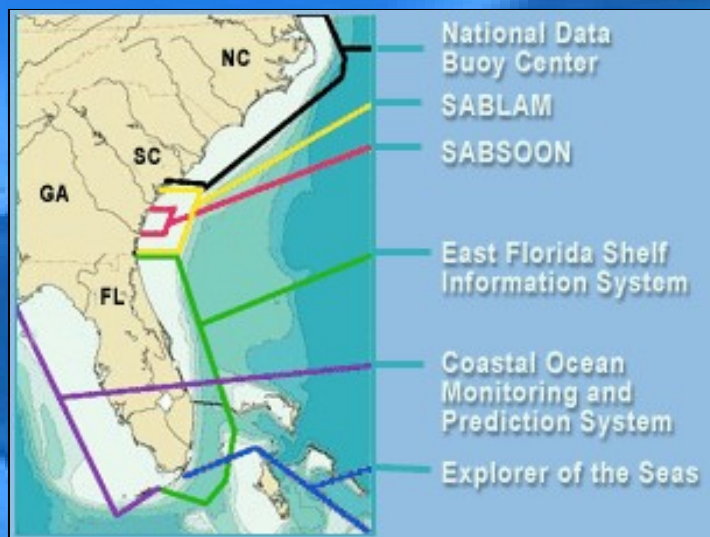 NC
SC
GA
FL
National Data
Buoy Center
SABLAM
SABSOON
East Florida Shelf
Information System
Coastal Ocean
Monitoring and
Prediction System
Explorer of the Seas